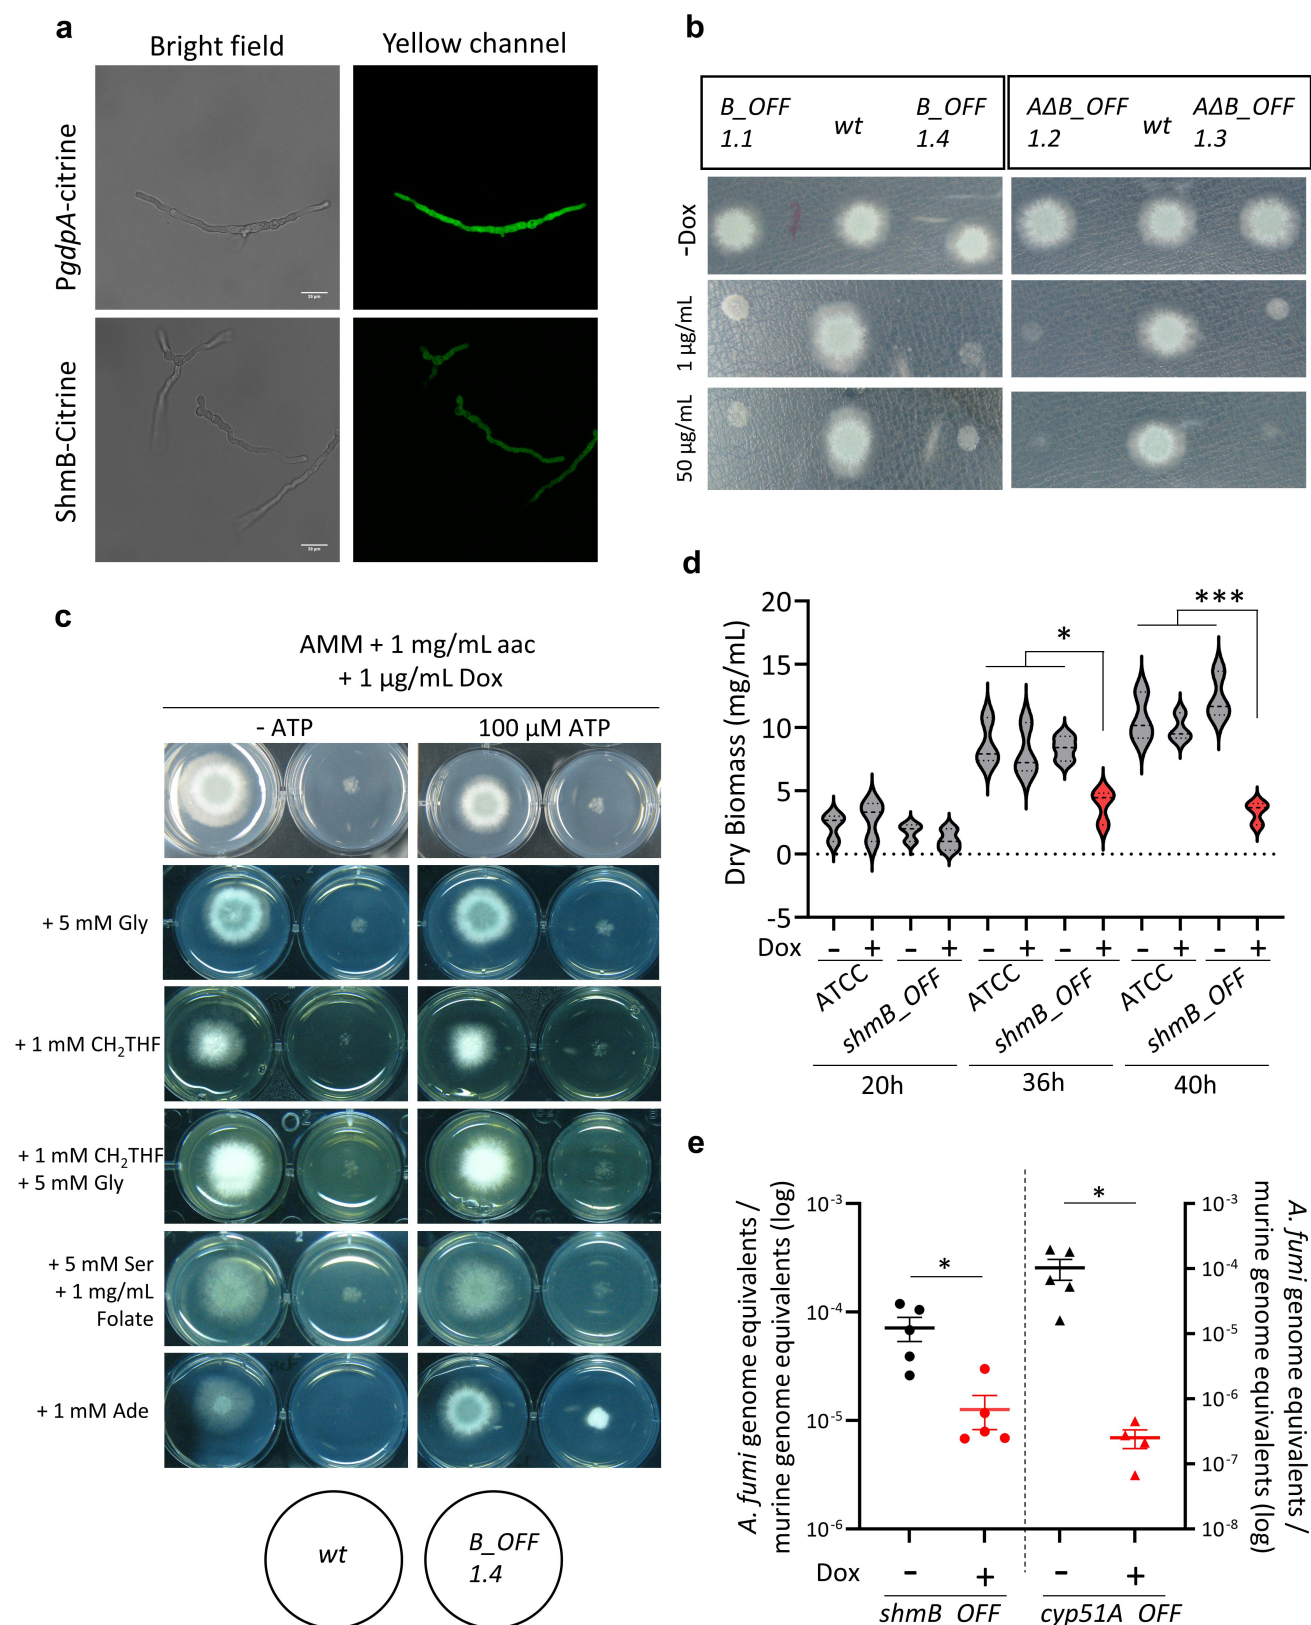 a
Bright field
Yellow channel
PgdpA-citrine
ShmB-Citrine
b
B_OFF
1.1
wt
B_OFF
1.4
AΔB_OFF
1.2
wt
AΔB_OFF
1.3
-Dox
1 µg/mL
50 µg/mL
c
AMM + 1 mg/mL aac
+ 1 µg/mL Dox
- ATP
100 µM ATP
+ 5 mM Gly
+ 1 mM CH2THF
+ 1 mM CH2THF
+ 5 mM Gly
+ 5 mM Ser
+ 1 mg/mL
Folate
+ 1 mM Ade
wt
B_OFF
1.4
d
Dry Biomass (mg/mL)
20
15
10
5
0
-5
*
***
Dox
- + - + - + - + - + - +
ATCC
shmB_OFF
ATCC
shmB_OFF
ATCC
shmB_OFF
20h
36h
40h
e
A. fumi genome equivalents /
murine genome equivalents (log)
10-3
10-4
10-5
10-6
*
*
10-3
10-4
10-5
10-6
10-7
10-8
A. fumi genome equivalents /
murine genome equivalents (log)
Dox
- + - +
shmB_OFF
cyp51A_OFF